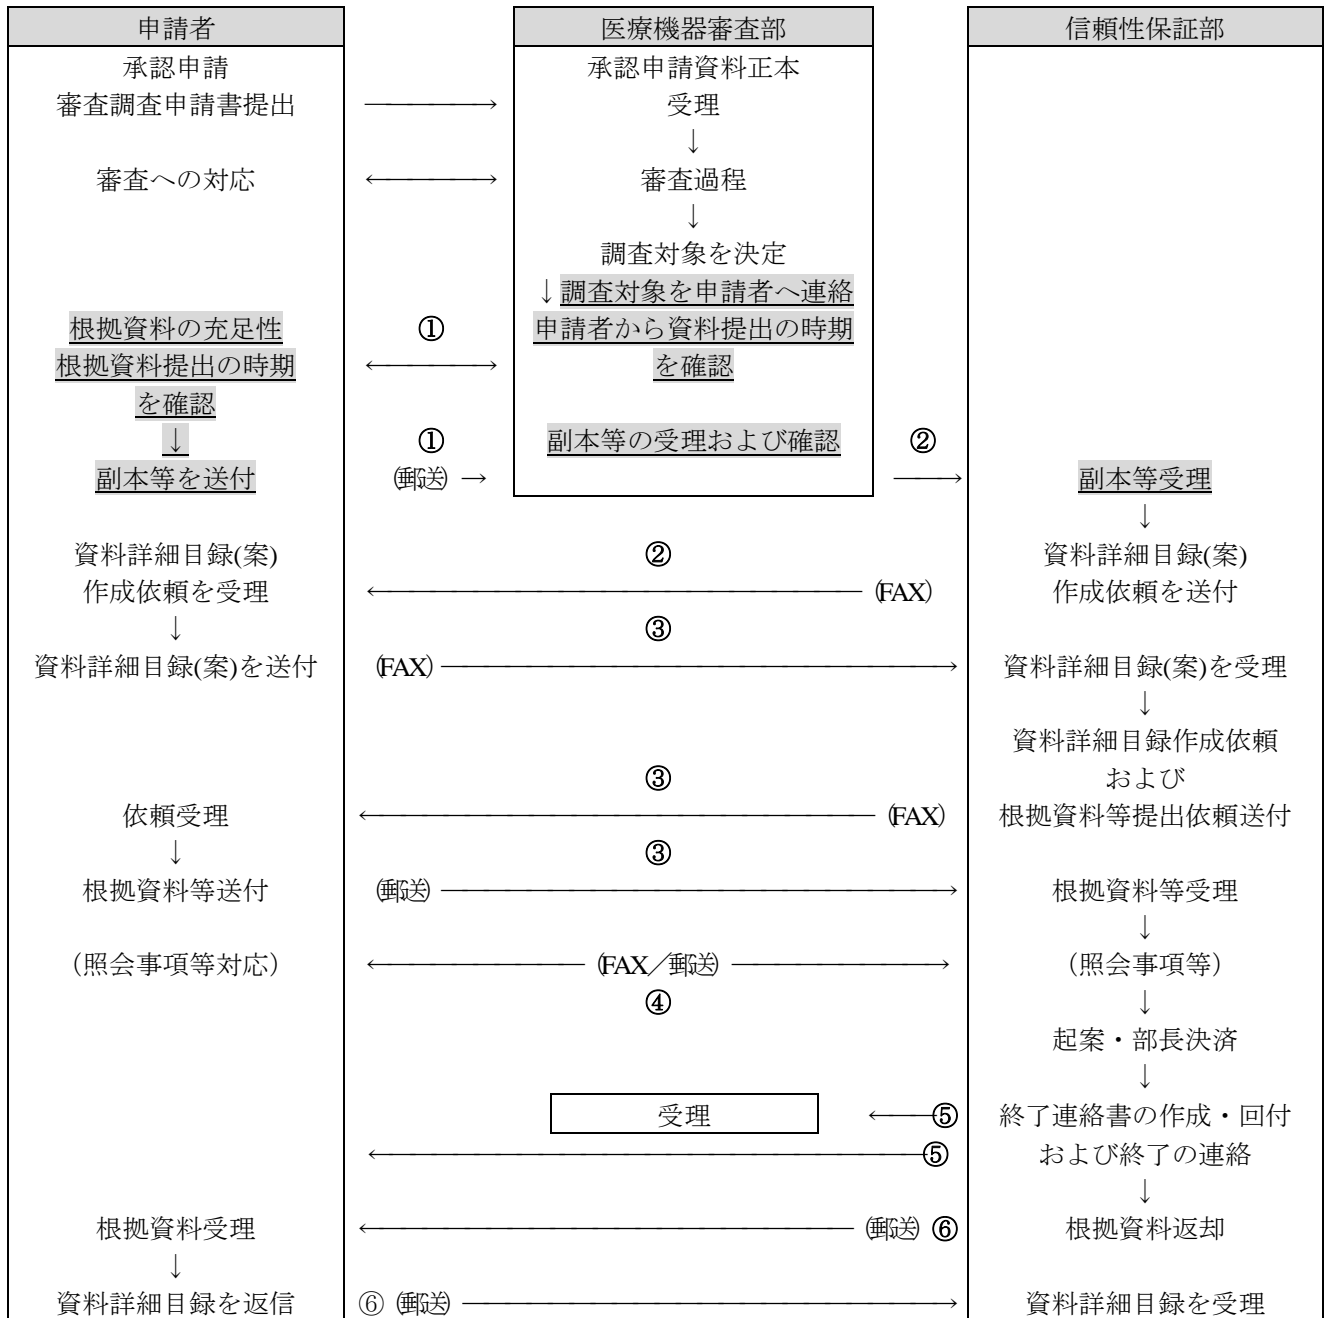 申請者 医療機器審査部 信頼性保証部
承認申請 承認申請資料正本
審査調査申請書提出 ⟶ 受理
↓
審査への対応 ⟷ 審査過程
↓
調査対象を決定
↓調査対象を申請者へ連絡
根拠資料の充足性 ① 申請者から資料提出の時期
根拠資料提出の時期 ⟷ を確認
を確認
↓ ① 副本等の受理および確認 ②
副本等を送付 (郵送) → ⟶ 副本等受理
↓
資料詳細目録(案) ② 資料詳細目録(案)
作成依頼を受理 ⟵ (FAX) 作成依頼を送付
↓ ③
資料詳細目録(案)を送付 (FAX) ⟶ 資料詳細目録(案)を受理
↓
資料詳細目録作成依頼
③ および
依頼受理 ⟵ (FAX) 根拠資料等提出依頼送付
↓ ③
根拠資料等送付 (郵送) ⟶ 根拠資料等受理
↓
（照会事項等対応） ⟵ (FAX／郵送) ⟶ （照会事項等）
④ ↓
起案・部長決済
↓
受理 ⟵⑤ 終了連絡書の作成・回付
⟵⑤ および終了の連絡
↓
根拠資料受理 ⟵ (郵送) ⑥ 根拠資料返却
↓
資料詳細目録を返信 ⑥ (郵送) ⟶ 資料詳細目録を受理